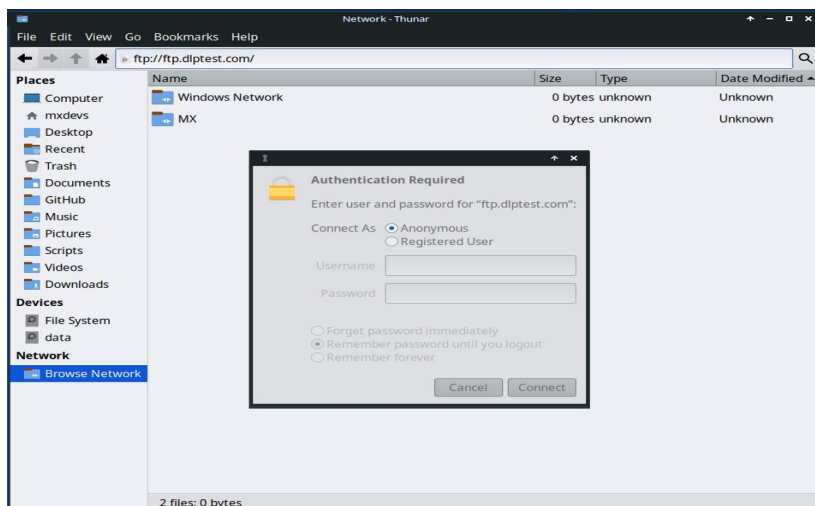 Network - Thunar
File Edit View Go Bookmarks Help
ftp://ftp.dlptest.com/
Places
Computer
mxdevs
Desktop
Recent
Trash
Documents
GitHub
Music
Pictures
Scripts
Videos
Downloads
Devices
File System
data
Network
Browse Network
Name Size Type Date Modified
Windows Network 0 bytes unknown Unknown
MX 0 bytes unknown Unknown
Authentication Required
Enter user and password for “ftp.dlptest.com”:
Connect As Anonymous
Registered User
Username
Password
Forget password immediately
Remember password until you logout
Remember forever
Cancel Connect
2 files: 0 bytes